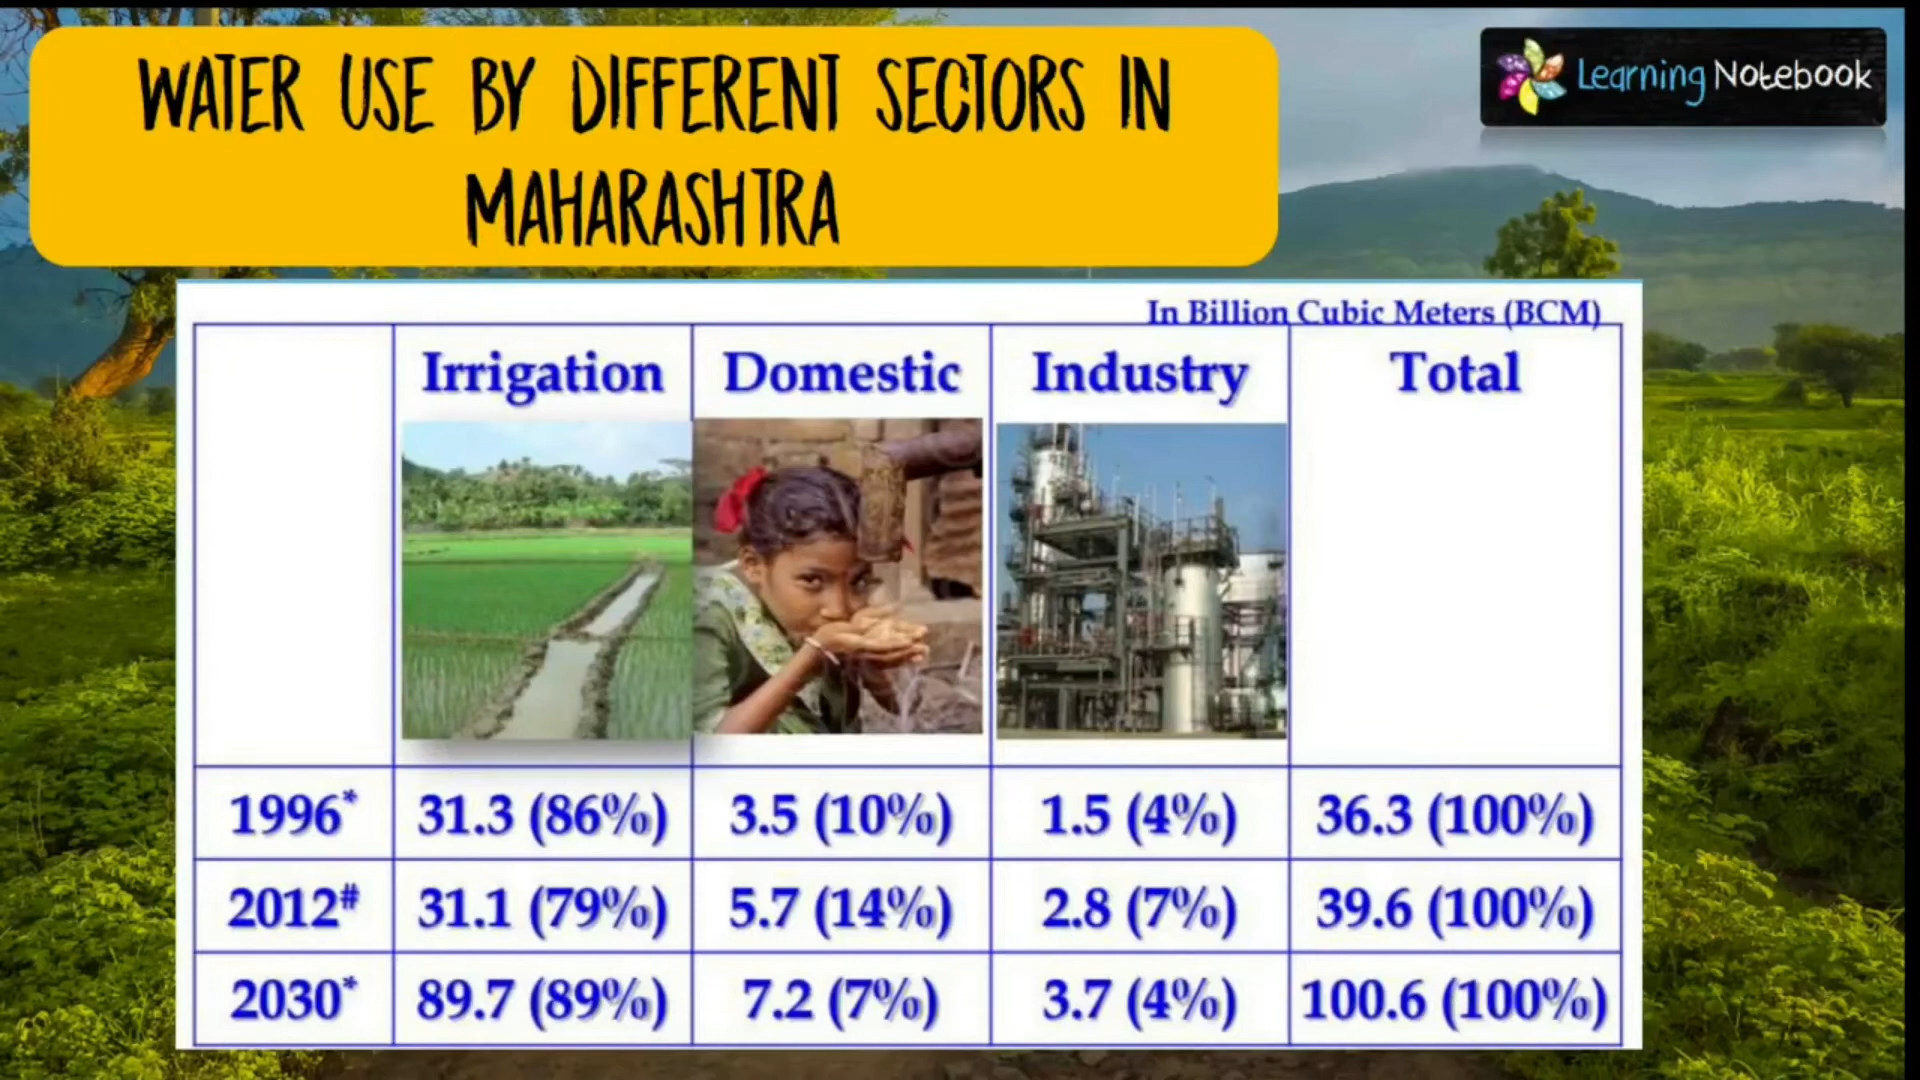 WATER USE BY DIFFERENT SECTORS IN
MAHARASHTRA
Learning Notebook
In Billion Cubic Meters (BCM)
Irrigation Domestic Industry Total
1996* 31.3 (86%) 3.5 (10%) 1.5 (4%) 36.3 (100%)
2012# 31.1 (79%) 5.7 (14%) 2.8 (7%) 39.6 (100%)
2030* 89.7 (89%) 7.2 (7%) 3.7 (4%) 100.6 (100%)